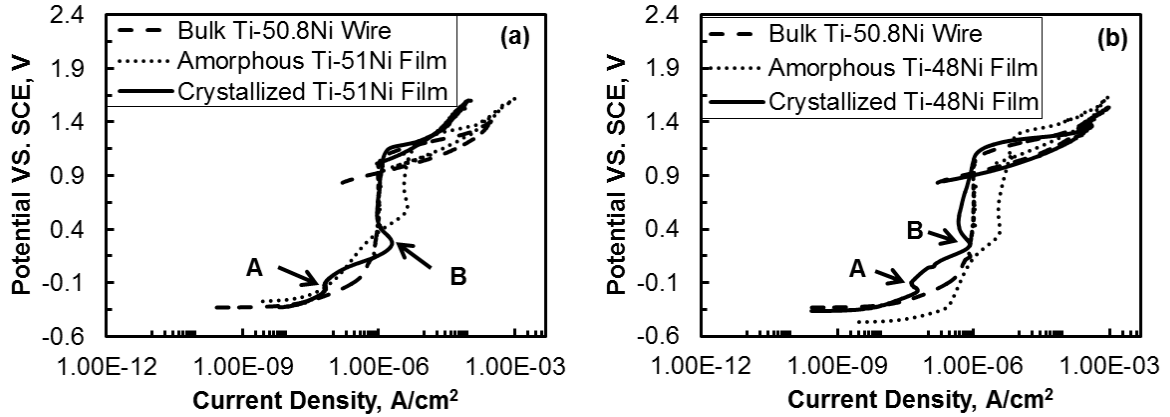 2.4
1.9
1.4
0.9
0.4
-0.1
-0.6
Potential VS. SCE, V
Bulk Ti-50.8Ni Wire
Amorphous Ti-51Ni Film
Crystallized Ti-51Ni Film
(a)
A
B
1.00E-12 1.00E-09 1.00E-06 1.00E-03
Current Density, A/cm²
2.4
1.9
1.4
0.9
0.4
-0.1
-0.6
Potential VS. SCE, V
Bulk Ti-50.8Ni Wire
Amorphous Ti-48Ni Film
Crystallized Ti-48Ni Film
(b)
B
A
1.00E-12 1.00E-09 1.00E-06 1.00E-03
Current Density, A/cm²